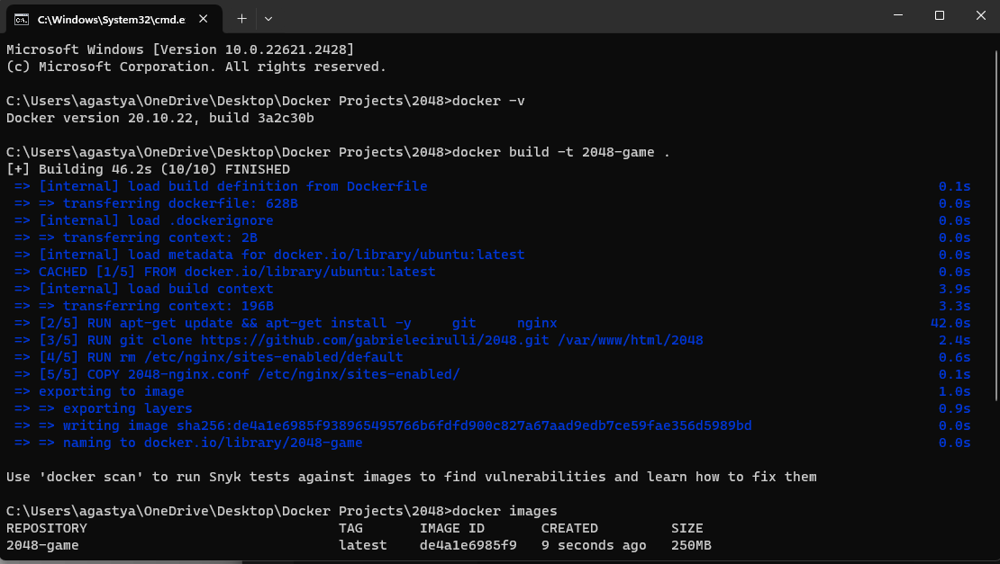 C:\Windows\System32\cmd.e
Microsoft Windows [Version 10.0.22621.2428]
(c) Microsoft Corporation. All rights reserved.
C:\Users\agastya\OneDrive\Desktop\Docker Projects\2048>docker -v
Docker version 20.10.22, build 3a2c30b
C:\Users\agastya\OneDrive\Desktop\Docker Projects\2048>docker build -t 2048-game .
[+] Building 46.2s (10/10) FINISHED
=> [internal] load build definition from Dockerfile 0.1s
=> => transferring dockerfile: 628B 0.0s
=> [internal] load .dockerignore 0.0s
=> => transferring context: 2B 0.0s
=> [internal] load metadata for docker.io/library/ubuntu:latest 0.0s
=> CACHED [1/5] FROM docker.io/library/ubuntu:latest 0.0s
=> [internal] load build context 3.9s
=> => transferring context: 196B 3.3s
=> [2/5] RUN apt-get update && apt-get install -y     git     nginx 42.0s
=> [3/5] RUN git clone https://github.com/gabrielecirulli/2048.git /var/www/html/2048 2.4s
=> [4/5] RUN rm /etc/nginx/sites-enabled/default 0.6s
=> [5/5] COPY 2048-nginx.conf /etc/nginx/sites-enabled/ 0.1s
=> exporting to image 1.0s
=> => exporting layers 0.9s
=> => writing image sha256:de4a1e6985f938965495766b6fdfd900c827a67aad9edb7ce59fae356d5989bd 0.0s
=> => naming to docker.io/library/2048-game 0.0s
Use 'docker scan' to run Snyk tests against images to find vulnerabilities and learn how to fix them
C:\Users\agastya\OneDrive\Desktop\Docker Projects\2048>docker images
REPOSITORY TAG IMAGE ID CREATED SIZE
2048-game latest de4a1e6985f9 9 seconds ago 250MB